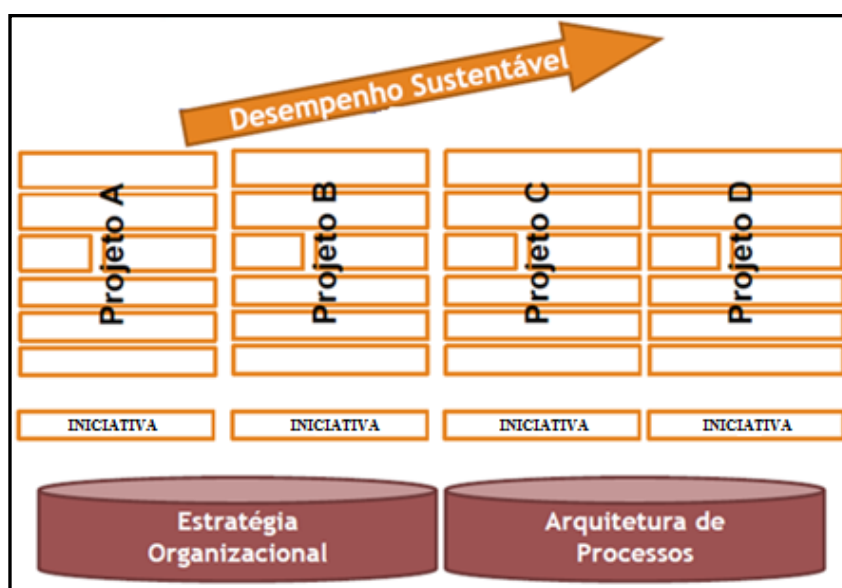 Desempenho Sustentável
Projeto A
Projeto B
Projeto C
Projeto D
INICIATIVA
INICIATIVA
INICIATIVA
INICIATIVA
Estratégia
Organizacional
Arquitetura de
Processos